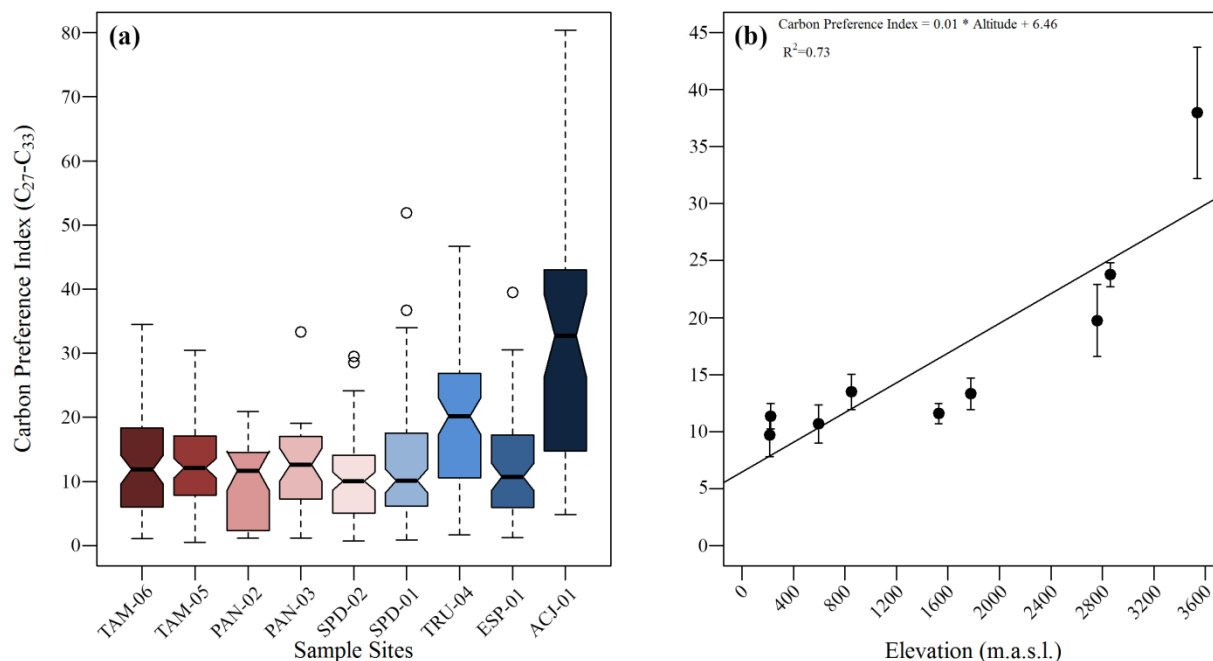 (a)
Carbon Preference Index (C27-C33)
80
70
60
50
40
30
20
10
0
TAM-06
TAM-05
PAN-02
PAN-03
SPD-02
SPD-01
TRU-04
ESP-01
ACJ-01
Sample Sites
(b)
Carbon Preference Index = 0.01 * Altitude + 6.46
R²=0.73
45
40
35
30
25
20
15
10
5
0
0
400
800
1200
1600
2000
2400
2800
3200
3600
Elevation (m.a.s.l.)